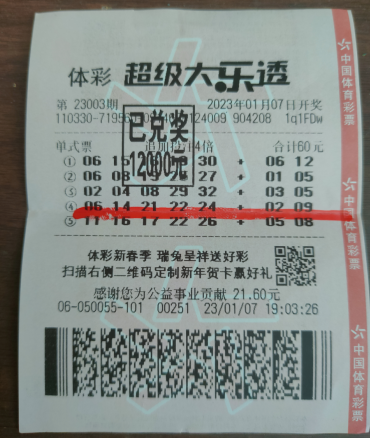 体彩 超级大乐透
第 23003期 2023年01月07日开奖
124009 904208 1q1FDw
已兑奖
12000元
单式票 追加投注4倍 合计60元
① 06 15 30 + 06 12
② 06 08 27 + 01 05
③ 02 04 08 29 32 + 03 05
④ 06 14 21 22 24 + 02 09
⑤ 11 16 17 22 26 + 05 08
体彩新春季 瑞兔呈祥送好彩
扫描右侧二维码定制新年贺卡赢好礼
感谢您为公益事业贡献 21.60元
06-050055-101 00251 23/01/07 19:03:26
中国体育彩票
中国体育彩票
中国体育彩票